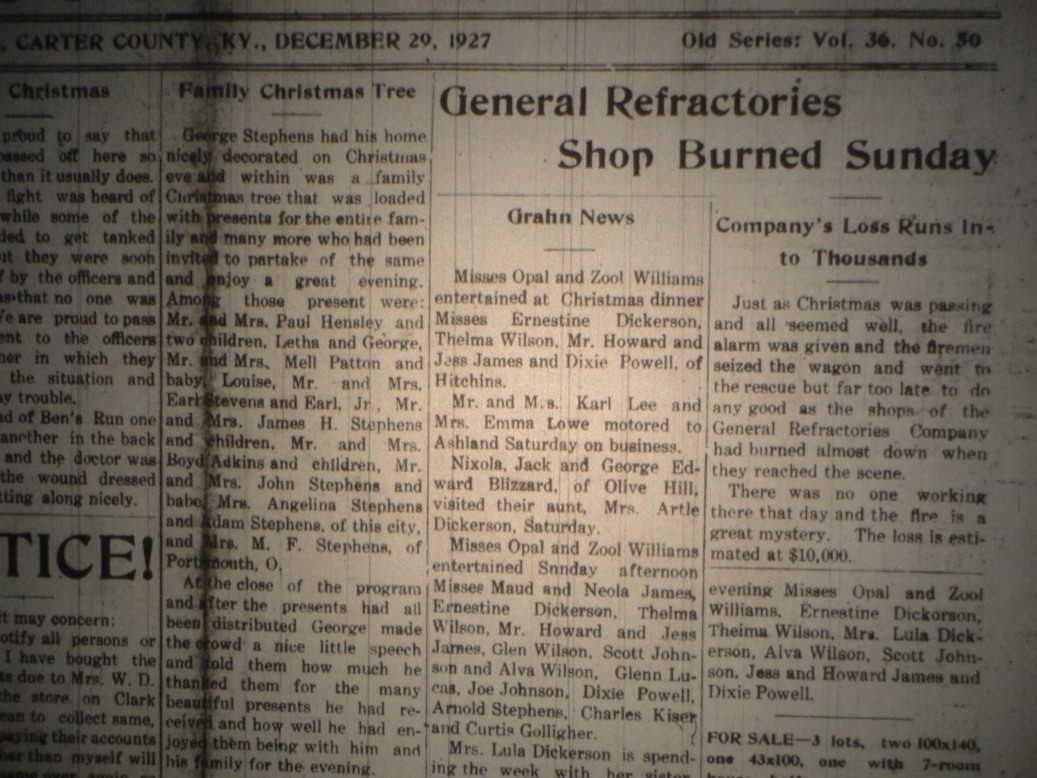 , CARTER COUNTY, KY., DECEMBER 29, 1927
Old Series: Vol. 36. No. 50
Christmas
proud to say that
passed off here so
than it usually does.
fight was heard of
while some of the
to get tanked
they were soon
by the officers and
that no one was
We are proud to pass
to the officers
in which they
the situation and
trouble.
of Ben's Run one
another in the back
and the doctor was
the wound dressed
along nicely.
TICE!
it may concern:
all persons or
I have bought the
due to Mrs. W. D.
the store on Clark
to collect same,
paying their accounts
than myself will
Family Christmas Tree
George Stephens had his home
nicely decorated on Christmas
eve and within was a family
Christmas tree that was loaded
with presents for the entire fam-
ily and many more who had been
invited to partake of the same
and enjoy a great evening.
Among those present were:
Mr. and Mrs. Paul Hensley and
two children, Letha and George,
Mr. and Mrs. Mell Patton and
baby, Louise, Mr. and Mrs.
Earl Stevens and Earl, Jr., Mr.
and Mrs. James H. Stephens
and children, Mr. and Mrs.
Boyd Adkins and children, Mr.
and Mrs. John Stephens and
babe, Mrs. Angelina Stephens
and Adam Stephens, of this city,
and Mrs. M. F. Stephens, of
Portsmouth, O.
At the close of the program
and after the presents had all
been distributed George made
the crowd a nice little speech
and told them how much he
thanked them for the many
beautiful presents he had re-
ceived and how well he had en-
joyed them being with him and
his family for the evening.
General Refractories
Shop Burned Sunday
Grahn News
Misses Opal and Zool Williams
entertained at Christmas dinner
Misses Ernestine Dickerson,
Thelma Wilson, Mr. Howard and
Jess James and Dixie Powell, of
Hitchins.
Mr. and M.s. Karl Lee and
Mrs. Emma Lowe motored to
Ashland Saturday on business.
Nixola, Jack and George Ed-
ward Blizzard, of Olive Hill,
visited their aunt, Mrs. Artle
Dickerson, Saturday.
Misses Opal and Zool Williams
entertained Snnday afternoon
Misses Maud and Neola James,
Ernestine Dickerson, Thelma
Wilson, Mr. Howard and Jess
James, Glen Wilson, Scott John-
son and Alva Wilson, Glenn Lu-
cas, Joe Johnson, Dixie Powell,
Arnold Stephens, Charles Kiser
and Curtis Golligher.
Mrs. Lula Dickerson is spend-
ing the week with her sister
Company's Loss Runs In-
to Thousands
Just as Christmas was passing
and all seemed well, the fire
alarm was given and the firemen
seized the wagon and went to
the rescue but far too late to do
any good as the shops of the
General Refractories Company
had burned almost down when
they reached the scene.
There was no one working
there that day and the fire is a
great mystery. The loss is esti-
mated at $10,000.
evening Misses Opal and Zool
Williams, Ernestine Dickorson,
Theima Wilson, Mrs. Lula Dick-
erson, Alva Wilson, Scott John-
son, Jess and Howard James and
Dixie Powell.
FOR SALE—3 lots, two 100x140,
one 43x100, one with 7-room